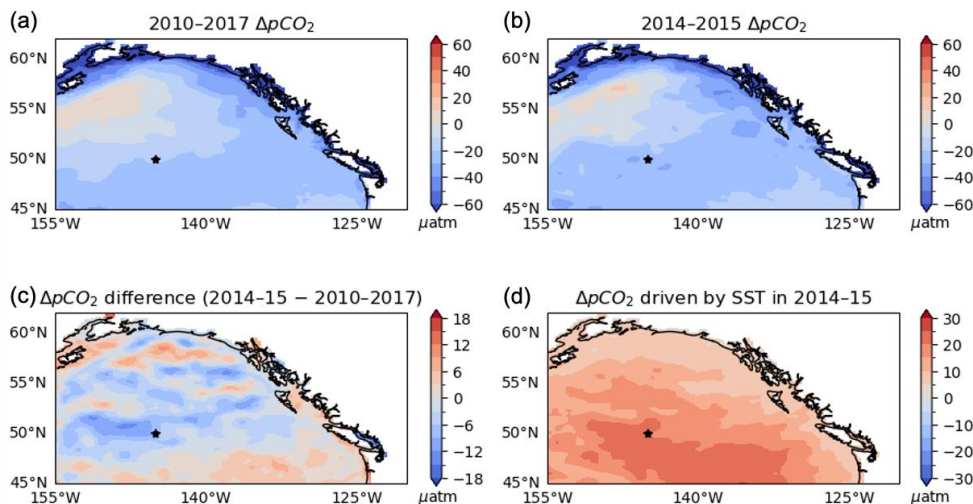 (a) 2010–2017 ΔpCO₂
60
40
20
0
−20
−40
−60
μatm
60°N
55°N
50°N
45°N
155°W 140°W 125°W
(b) 2014–2015 ΔpCO₂
60
40
20
0
−20
−40
−60
μatm
60°N
55°N
50°N
45°N
155°W 140°W 125°W
(c) ΔpCO₂ difference (2014–15 − 2010–2017)
18
12
6
0
−6
−12
−18
μatm
60°N
55°N
50°N
45°N
155°W 140°W 125°W
(d) ΔpCO₂ driven by SST in 2014–15
30
20
10
0
−10
−20
−30
μatm
60°N
55°N
50°N
45°N
155°W 140°W 125°W